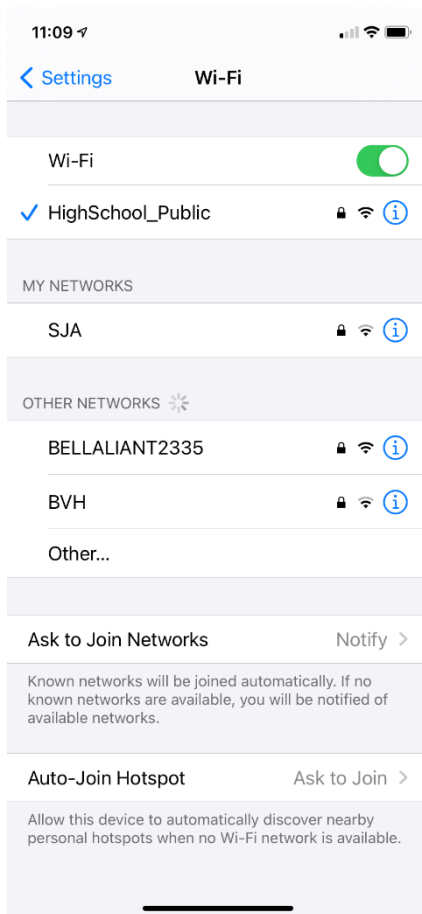 11:09
Settings
Wi-Fi
Wi-Fi
HighSchool_Public
MY NETWORKS
SJA
OTHER NETWORKS
BELLALIANT2335
BVH
Other...
Ask to Join Networks Notify
Known networks will be joined automatically. If no
known networks are available, you will be notified of
available networks.
Auto-Join Hotspot Ask to Join
Allow this device to automatically discover nearby
personal hotspots when no Wi-Fi network is available.